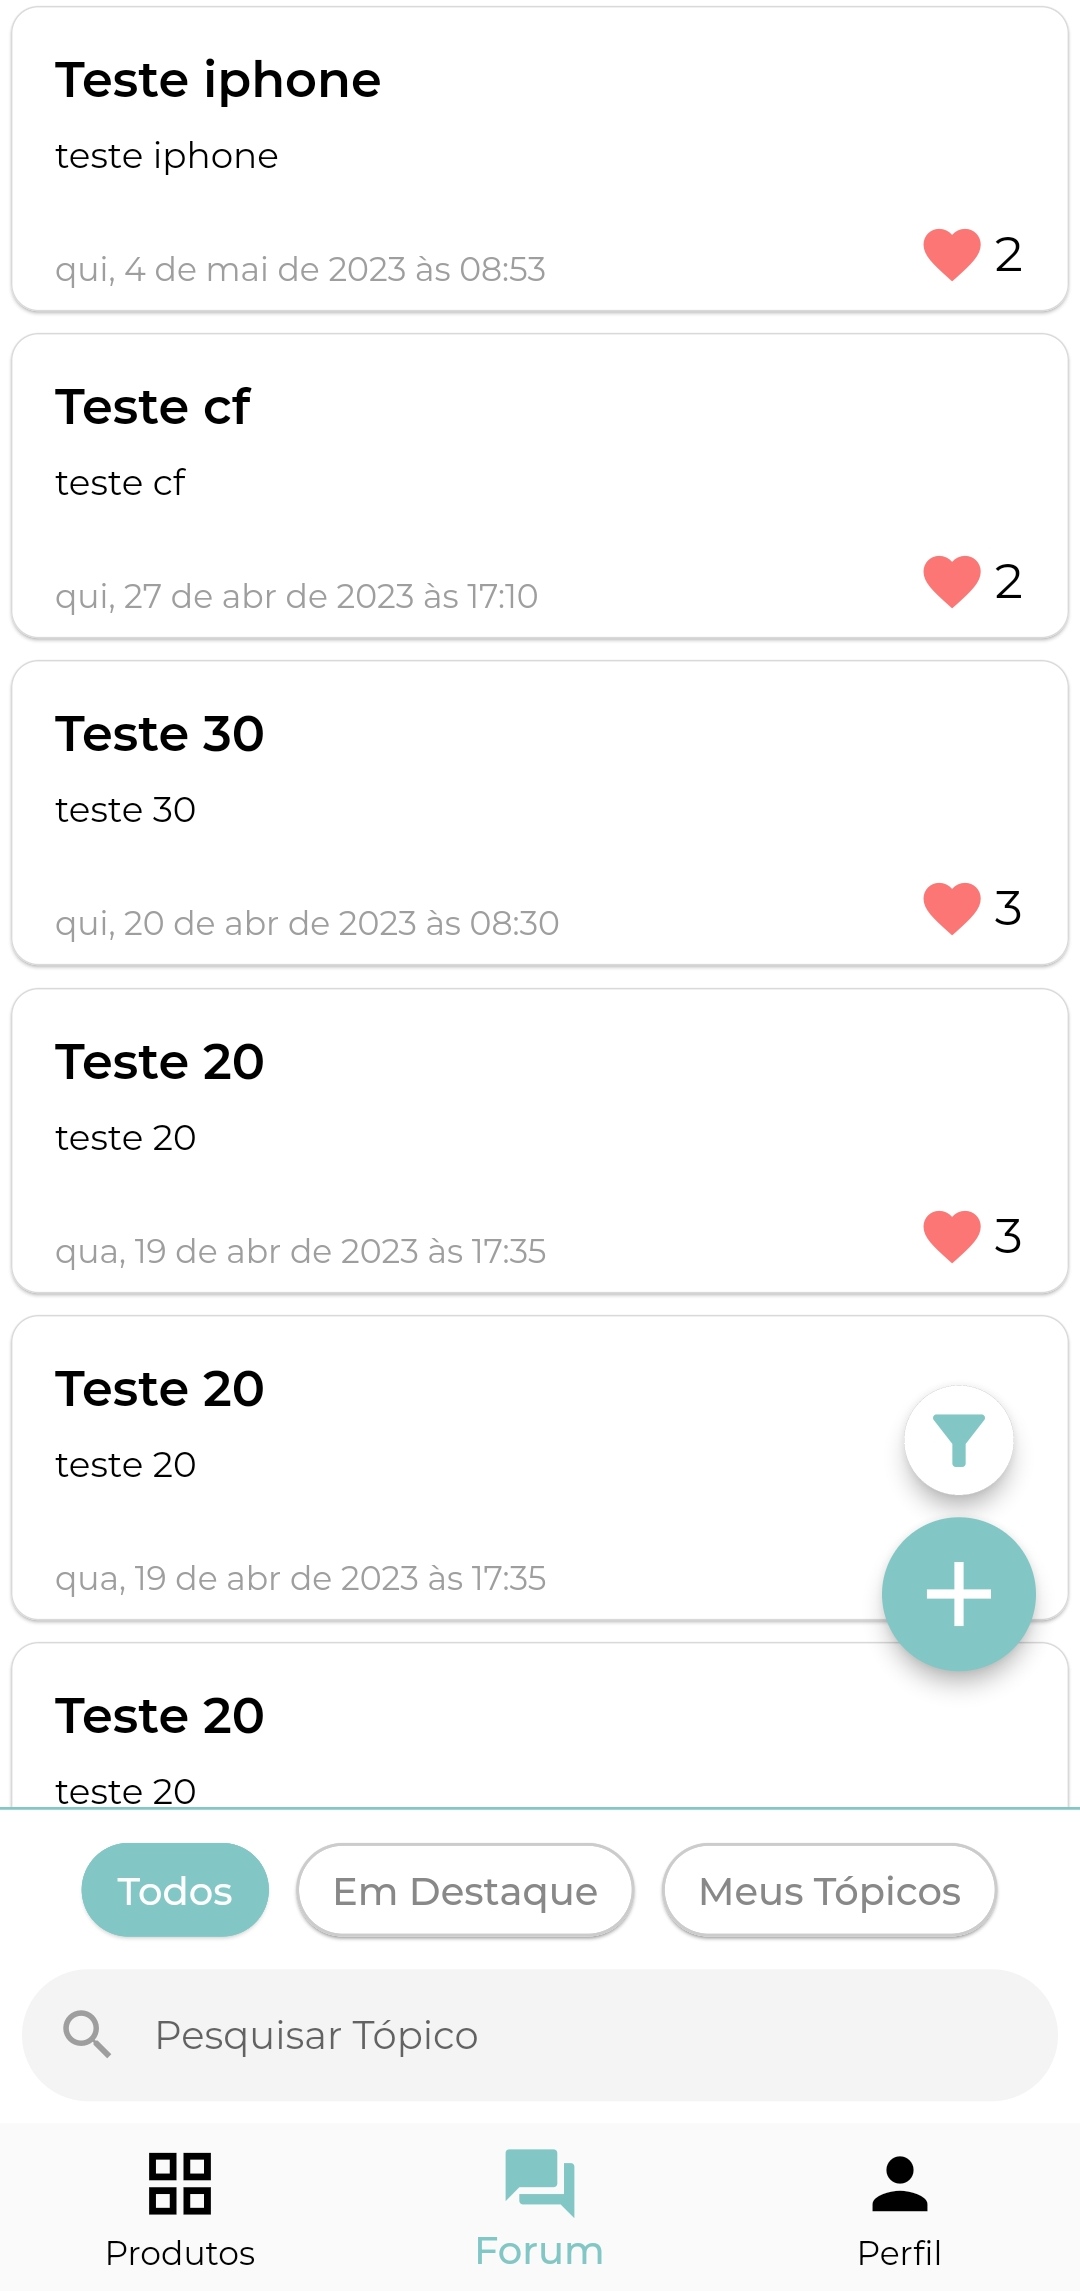 Teste iphone
teste iphone
qui, 4 de mai de 2023 às 08:53
2
Teste cf
teste cf
qui, 27 de abr de 2023 às 17:10
2
Teste 30
teste 30
qui, 20 de abr de 2023 às 08:30
3
Teste 20
teste 20
qua, 19 de abr de 2023 às 17:35
3
Teste 20
teste 20
qua, 19 de abr de 2023 às 17:35
Teste 20
teste 20
Todos
Em Destaque
Meus Tópicos
Pesquisar Tópico
Produtos
Forum
Perfil